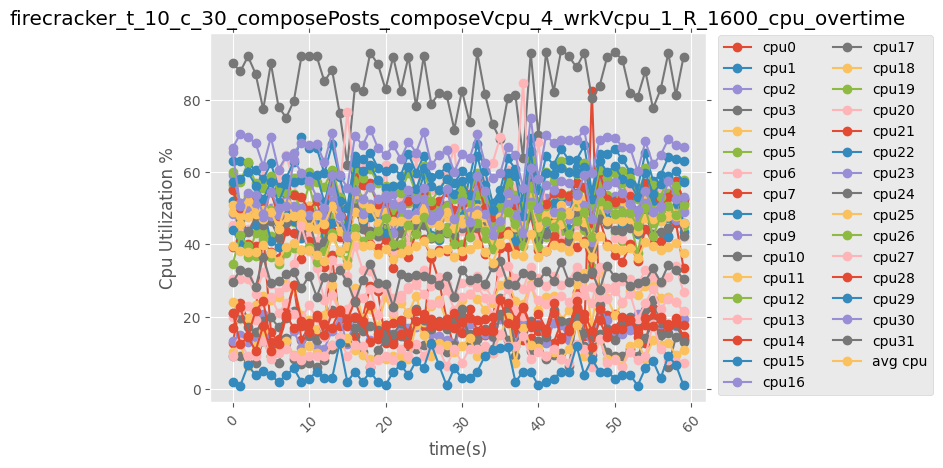 firecracker_t_10_c_30_composePosts_composeVcpu_4_wrkVcpu_1_R_1600_cpu_overtime
Cpu Utilization %
80
60
40
20
0
0
10
20
30
40
50
60
time(s)
cpu0
cpu1
cpu2
cpu3
cpu4
cpu5
cpu6
cpu7
cpu8
cpu9
cpu10
cpu11
cpu12
cpu13
cpu14
cpu15
cpu16
cpu17
cpu18
cpu19
cpu20
cpu21
cpu22
cpu23
cpu24
cpu25
cpu26
cpu27
cpu28
cpu29
cpu30
cpu31
avg cpu